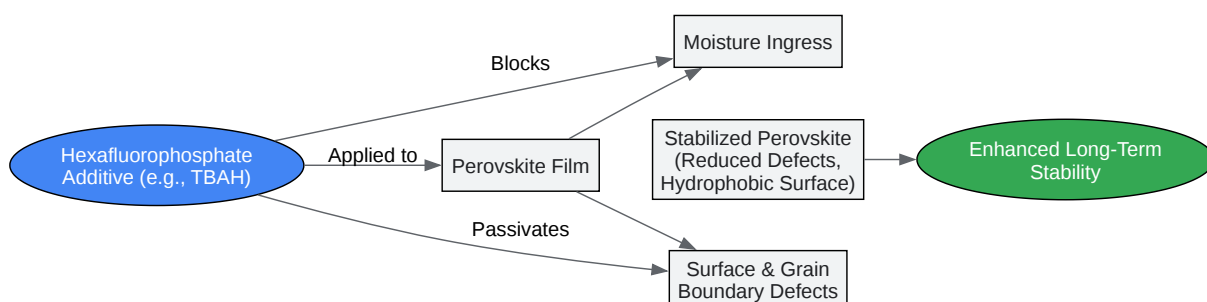 Moisture Ingress
Blocks
Hexafluorophosphate
Additive (e.g., TBAH)
Applied to
Perovskite Film
Stabilized Perovskite
(Reduced Defects,
Hydrophobic Surface)
Enhanced Long-Term
Stability
Passivates
Surface & Grain
Boundary Defects